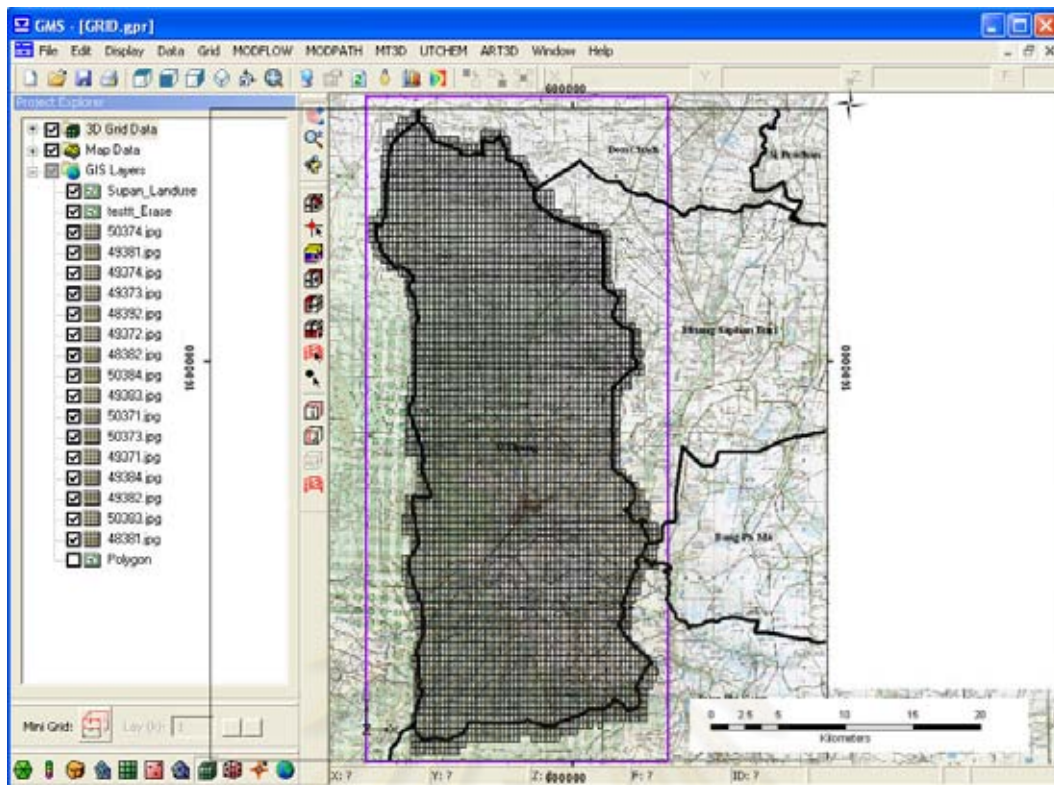 GMS - [GRID.gpr]
File Edit Display Data Grid MODFLOW MODPATH MT3D UTCHEM ART3D Window Help
X: Y: Z: F:
Project Explorer
600000
3D Grid Data
Map Data
GIS Layers
Supan_Landuse
testtt_Erase
50374.jpg
49381.jpg
49374.jpg
49373.jpg
48392.jpg
49372.jpg
48382.jpg
50384.jpg
49383.jpg
50371.jpg
50373.jpg
49371.jpg
49384.jpg
49382.jpg
50383.jpg
48381.jpg
Polygon
Mini Grid: Lay (k): 1
0 2.5 5 10 15 20
Kilometers
X: ? Y: ? Z: ? F: ? ID: ?
600000